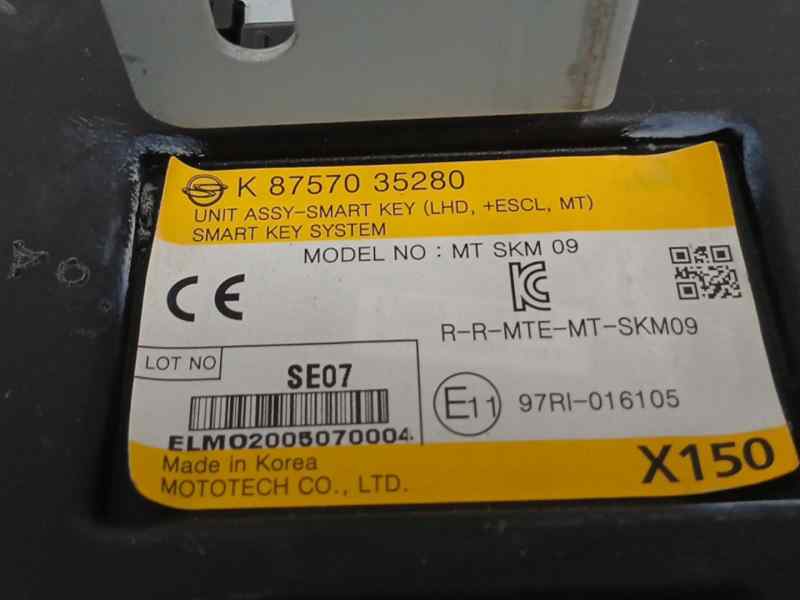 K 87570 35280
UNIT ASSY-SMART KEY (LHD, +ESCL, MT)
SMART KEY SYSTEM
MODEL NO : MT SKM 09
CE
R-R-MTE-MT-SKM09
LOT NO
SE07
ELMO2005070004
E11 97RI-016105
Made in Korea
MOTOTECH CO., LTD.
X150